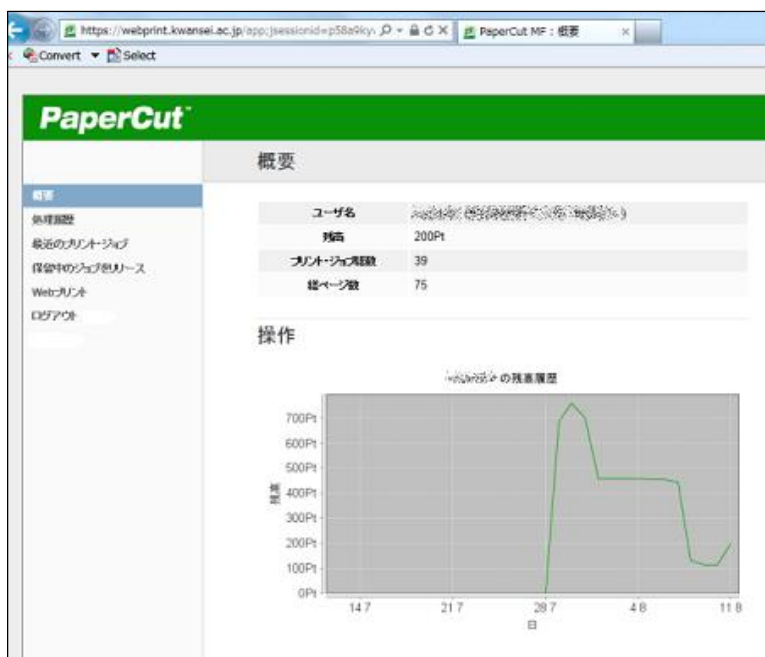 https://webprint.kwansei.ac.jp/app;jsessionid=p58a9ky
PaperCut MF : 概要
Convert
Select
PaperCut
概要
概要
処理履歴
最近のプリント・ジョブ
保留中のジョブをリリース
Webプリント
ログアウト
ユーザ名
残高 200Pt
プリント・ジョブ総数 39
総ページ数 75
操作
の残高履歴
700Pt
600Pt
500Pt
400Pt
300Pt
200Pt
100Pt
0Pt
残高
14 7 21 7 28 7 4 8 11 8
日